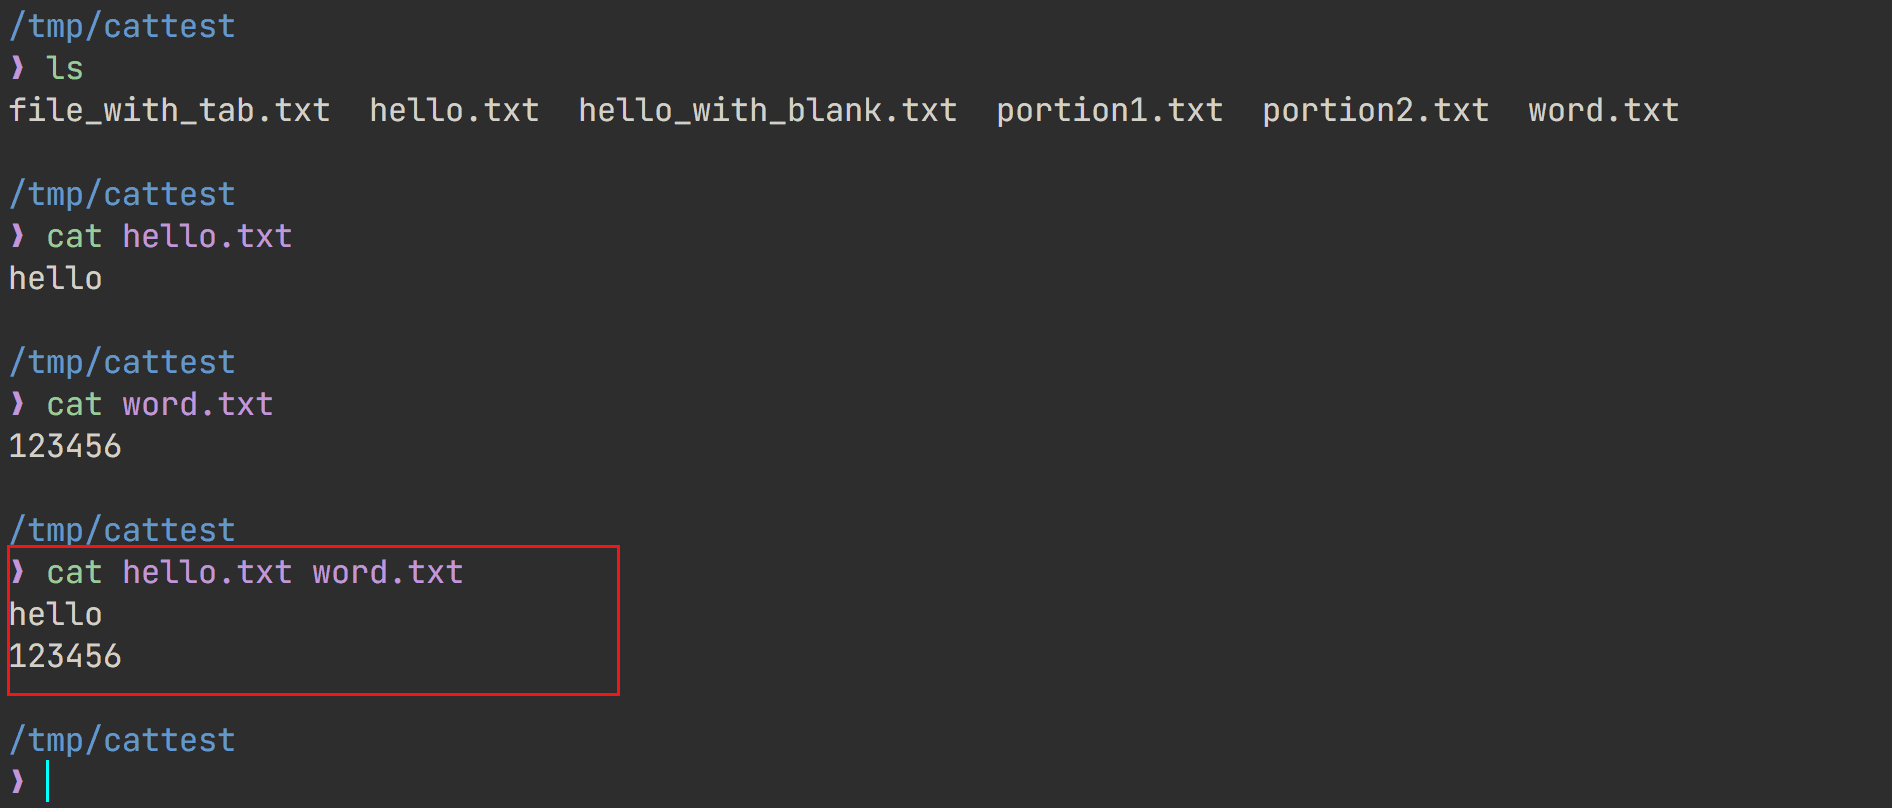 /tmp/cattest
❯ ls
file_with_tab.txt  hello.txt  hello_with_blank.txt  portion1.txt  portion2.txt  word.txt
/tmp/cattest
❯ cat hello.txt
hello
/tmp/cattest
❯ cat word.txt
123456
/tmp/cattest
❯ cat hello.txt word.txt
hello
123456
/tmp/cattest
❯